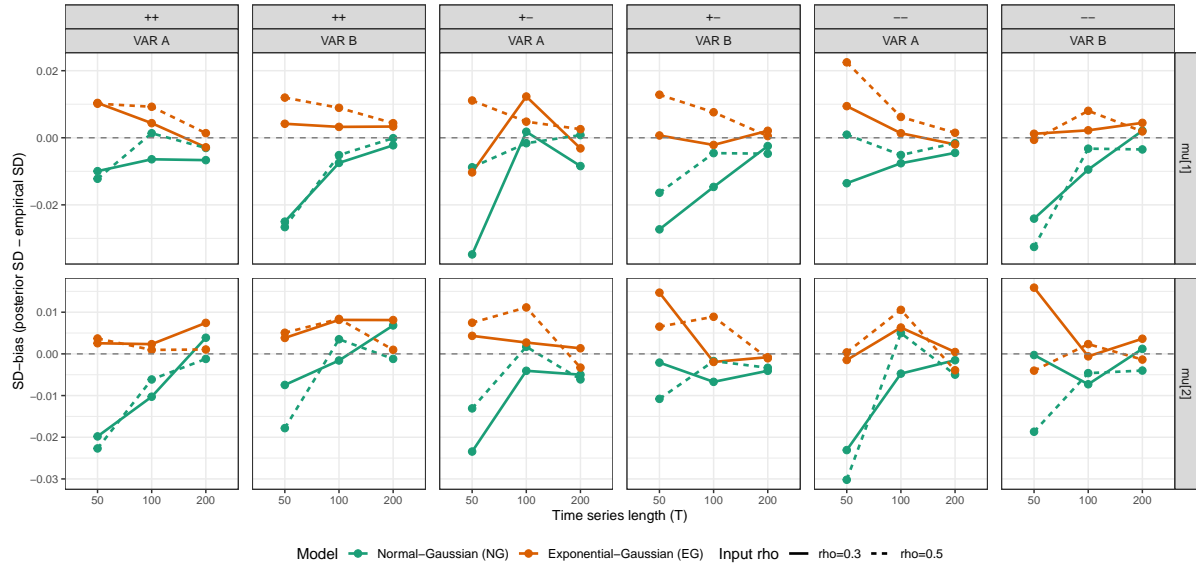 ++ ++ +− +− −− −−
VAR A VAR B VAR A VAR B VAR A VAR B
0.02
0.00
−0.02
mu[1]
0.01
0.00
−0.01
−0.02
−0.03
mu[2]
50 100 200 50 100 200 50 100 200 50 100 200 50 100 200 50 100 200
SD−bias (posterior SD − empirical SD)
Time series length (T)
Model Normal−Gaussian (NG) Exponential−Gaussian (EG) Input rho rho=0.3 rho=0.5